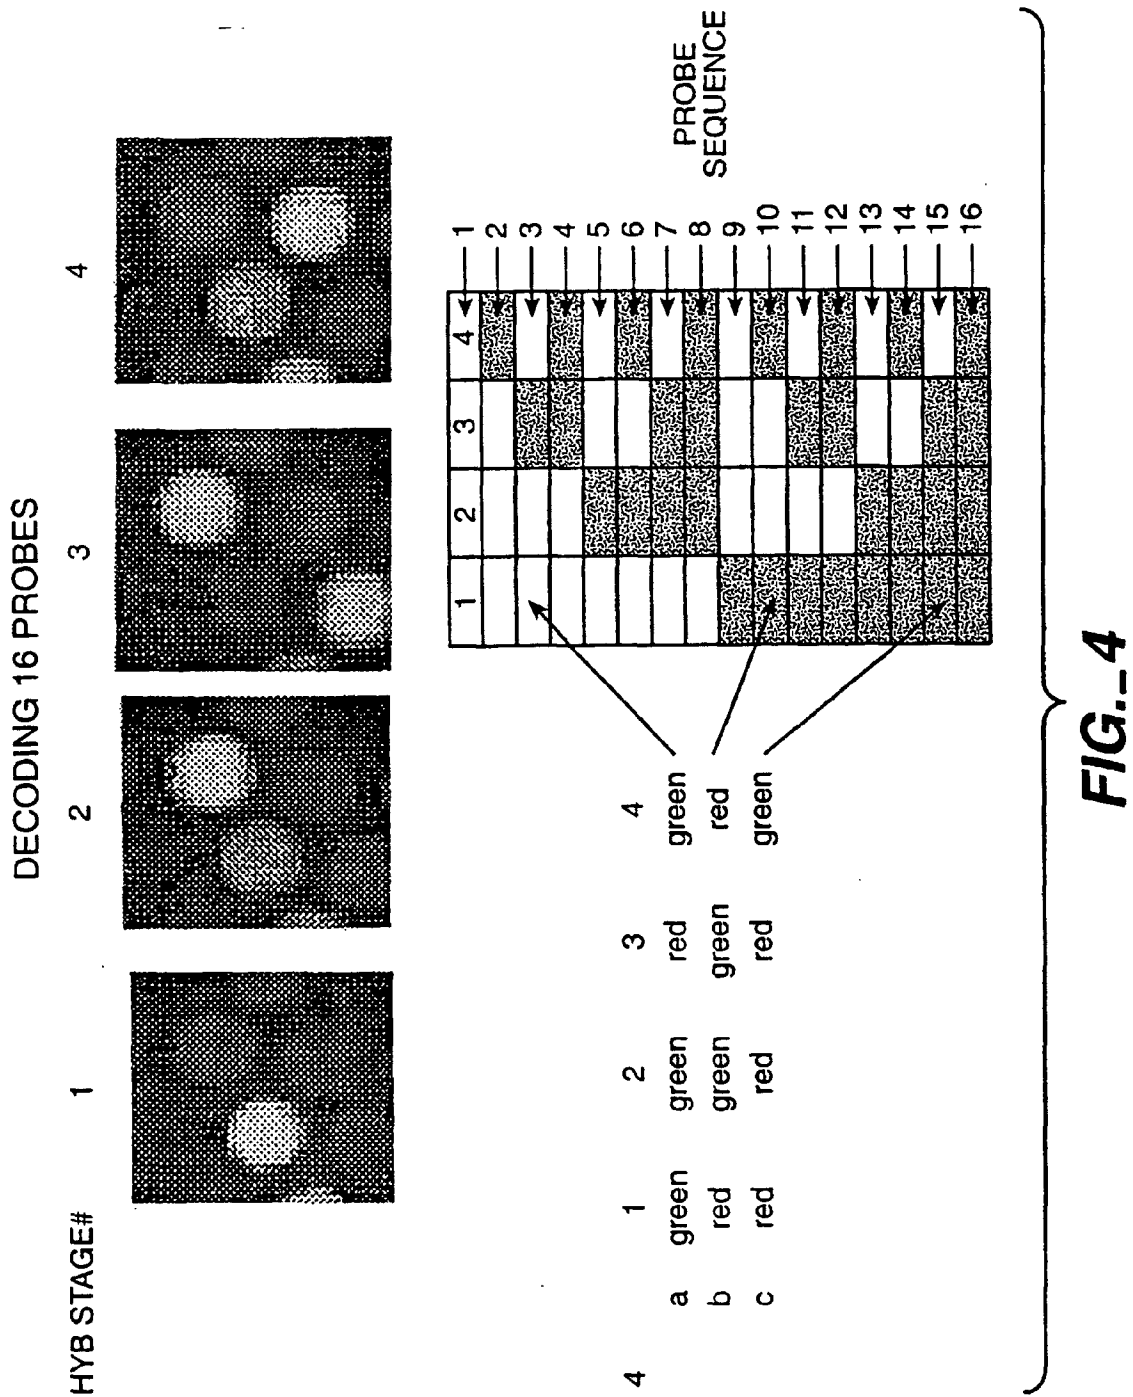 DECODING 16 PROBES
HYB STAGE# 1 2 3 4
4 1 2 3 4
a green green red green
b red green green red
c red red red green
1 2 3 4
1
2
3
4
5
6
7
8
9
10
11
12
13
14
15
16
PROBE
SEQUENCE
FIG._4